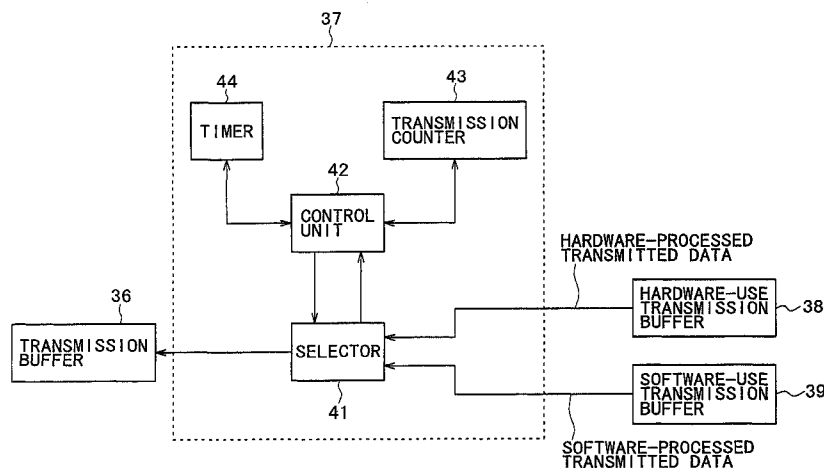 37
44
TIMER
43
TRANSMISSION
COUNTER
42
CONTROL
UNIT
HARDWARE-PROCESSED
TRANSMITTED DATA
HARDWARE-USE
TRANSMISSION
BUFFER
38
36
TRANSMISSION
BUFFER
SELECTOR
41
SOFTWARE-USE
TRANSMISSION
BUFFER
39
SOFTWARE-PROCESSED
TRANSMITTED DATA